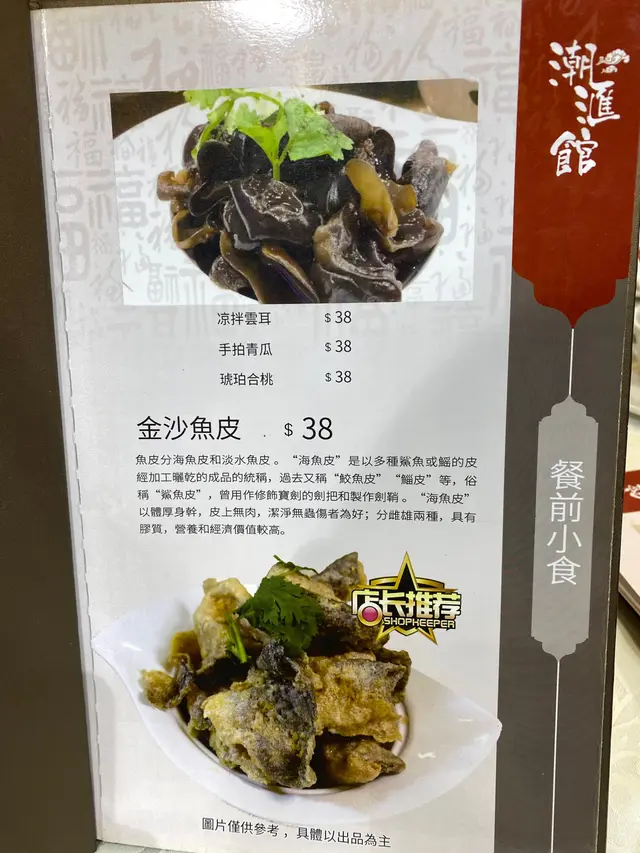 潮滙館
餐前小食
凉拌雲耳 $ 38
手拍青瓜 $ 38
琥珀合桃 $ 38
金沙魚皮 . $ 38
魚皮分海魚皮和淡水魚皮。“海魚皮”是以多種鯊魚或鰩的皮
經加工曬乾的成品的統稱，過去又稱“鮫魚皮”“鯔皮”等，俗
稱“鯊魚皮”，曾用作修飾寶劍的劍把和製作劍鞘。“海魚皮”
以體厚身幹，皮上無肉，潔淨無蟲傷者為好；分雌雄兩種，具有
膠質，營養和經濟價值較高。
店长推荐
SHOPKEEPER
圖片僅供參考，具體以出品為主